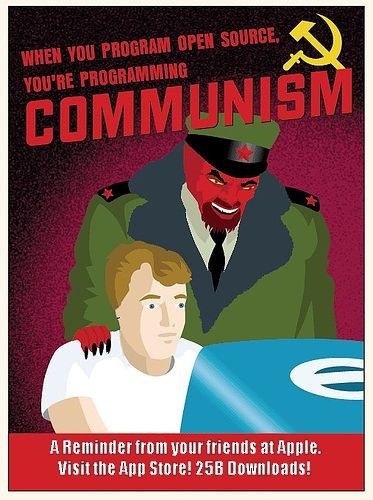 WHEN YOU PROGRAM OPEN SOURCE,
YOU'RE PROGRAMMING
COMMUNISM
A Reminder from your friends at Apple.
Visit the App Store! 25B Downloads!